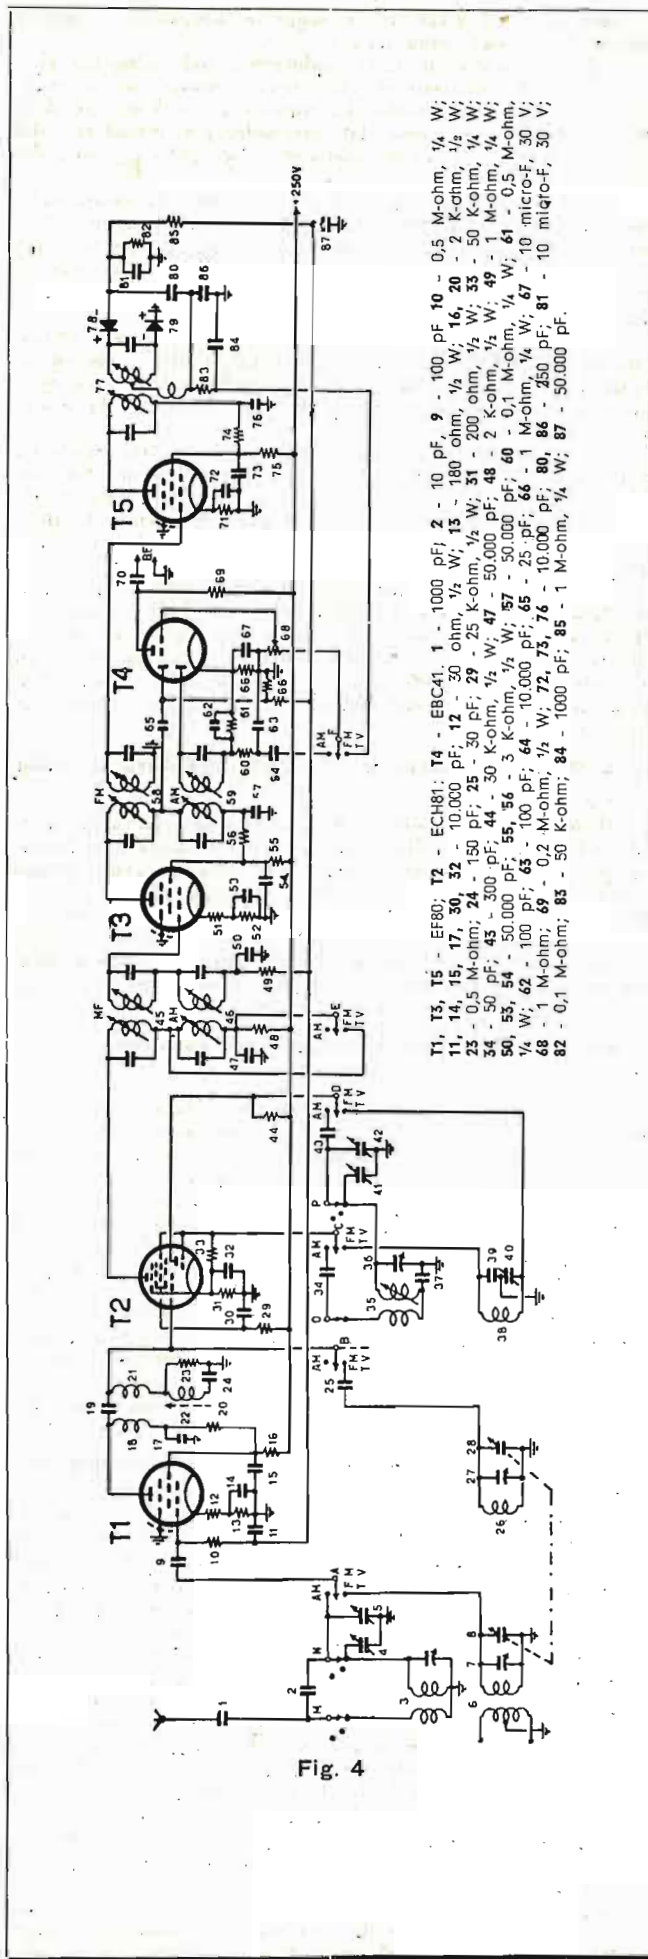 Fig. 4
T1
T2
T3
T4
T5
MF
AM
FM
AM
BF
+ 250V
+78-
AM
FM
TV
A
B
C
D
E
F
M
M
O
P
T1, T3, T5 - EF80; T2 - ECH81; T4 - EBC41. 1 1000 pF; 2 - 10 pF, 9 - 100 pF 10 - 0,5 M-ohm, ¼ W;
11, 14, 15, 17, 30, 32 - 10.000 pF; 12 30 ohm, ½ W; 13 - 180 ohm, ½ W; 16, 20 - 2 K-ohm, ½ W;
23 - 0,5 M-ohm; 24 - 150 pF; 25 - 30 pF; 29 - 25 K-ohm, ½ W; 31 - 200 ohm, ½ W; 33 - 50 K-ohm, ¼ W;
34 - 50 pF; 43 - 300 pF; 44 - 30 K-ohm, ½ W; 47 - 50.000 pF; 48 - 2 K-ohm, ½ W; 49 - 1 M-ohm, ¼ W;
50, 53, 54 - 50.000 pF; 55, 56 - 3 K-ohm, ½ W; 57 - 50.000 pF; 60 - 0,1 M-ohm, ¼ W; 61 - 0,5 M-ohm,
¼ W; 62 - 100 pF; 63 - 100 pF; 64 - 10.000 pF; 65 - 25 pF; 66 - 1 M-ohm, ¼ W; 67 - 10 micro-F, 30 V;
68 - 1 M-ohm; 69 - 0,2 M-ohm, ½ W; 72, 73, 76 - 10.000 pF; 80, 86 - 250 pF; 81 - 10 micro-F, 30 V;
82 - 0,1 M-ohm; 83 - 50 K-ohm; 84 - 1000 pF; 85 - 1 M-ohm, ¼ W; 87 - 50.000 pF.